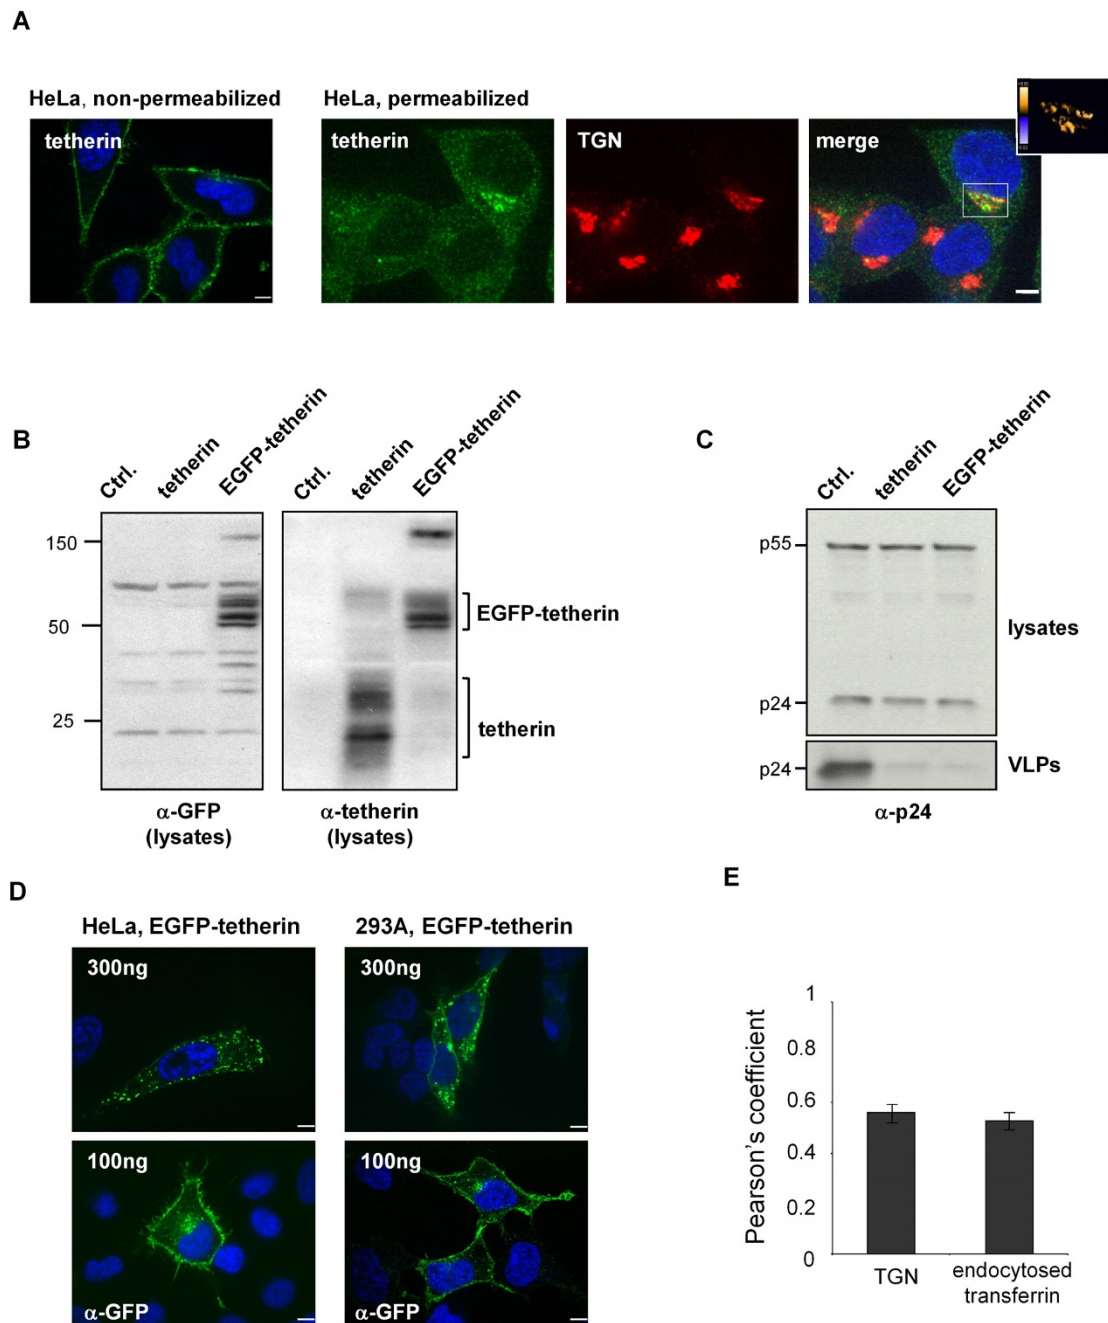 A
HeLa, non-permeabilized
HeLa, permeabilized
tetherin
tetherin
TGN
merge
B
Ctrl.
tetherin
EGFP-tetherin
Ctrl.
tetherin
EGFP-tetherin
150
50
25
EGFP-tetherin
tetherin
α-GFP
(lysates)
α-tetherin
(lysates)
C
Ctrl.
tetherin
EGFP-tetherin
p55
lysates
p24
p24
VLPs
α-p24
D
HeLa, EGFP-tetherin
293A, EGFP-tetherin
300ng
300ng
100ng
100ng
α-GFP
α-GFP
E
Pearson's coefficient
1
0.8
0.6
0.4
0.2
0
TGN
endocytosed
transferrin